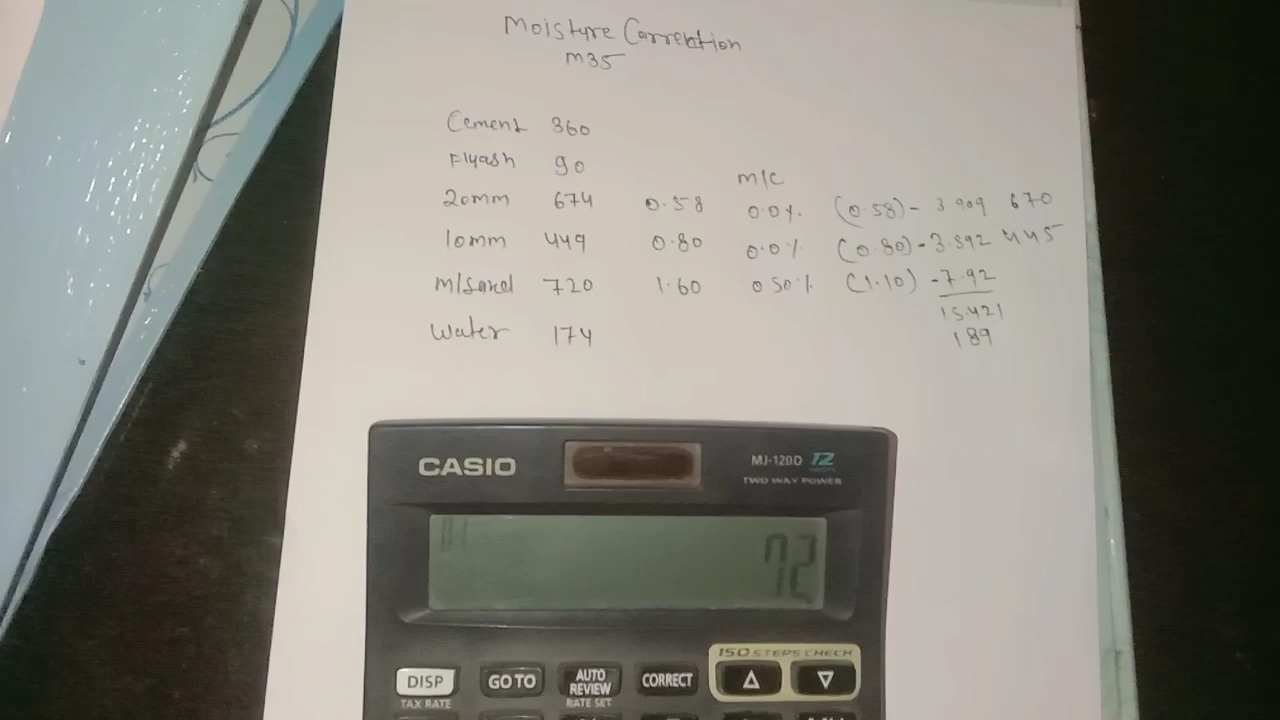 Moisture Correction
M35
Cement 360
Flyash 90
M/C
20mm 674 0.58 0.0%. (0.58) - 3.909 670
10mm 449 0.80 0.0% (0.80) - 3.592 445
M/Sand 720 1.60 0.50% (1.10) - 7.92
15.421
Water 174 189
CASIO MJ-120D 12
TWO WAY POWER
72
150 STEPS CHECK
DISP GO TO AUTO REVIEW CORRECT
TAX RATE RATE SET